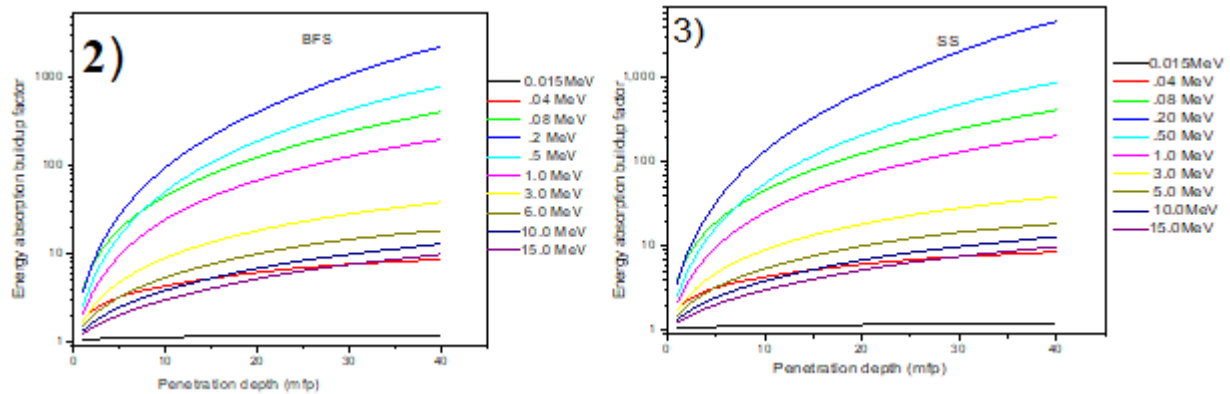 2)
BFS
Energy absorption buildup factor
1000
100
10
1
0
10
20
30
40
Penetration depth (mfp)
0.015MeV
.04 MeV
.08 MeV
.2 MeV
.5 MeV
1.0 MeV
3.0 MeV
6.0 MeV
10.0 MeV
15.0 MeV
3)
SS
Energy absorption buildup factor
1,000
100
10
1
0
10
20
30
40
Penetration depth (mfp)
0.015MeV
.04 MeV
.08 MeV
.20 MeV
.50 MeV
1.0 MeV
3.0 MeV
5.0 MeV
10.0MeV
15.0MeV